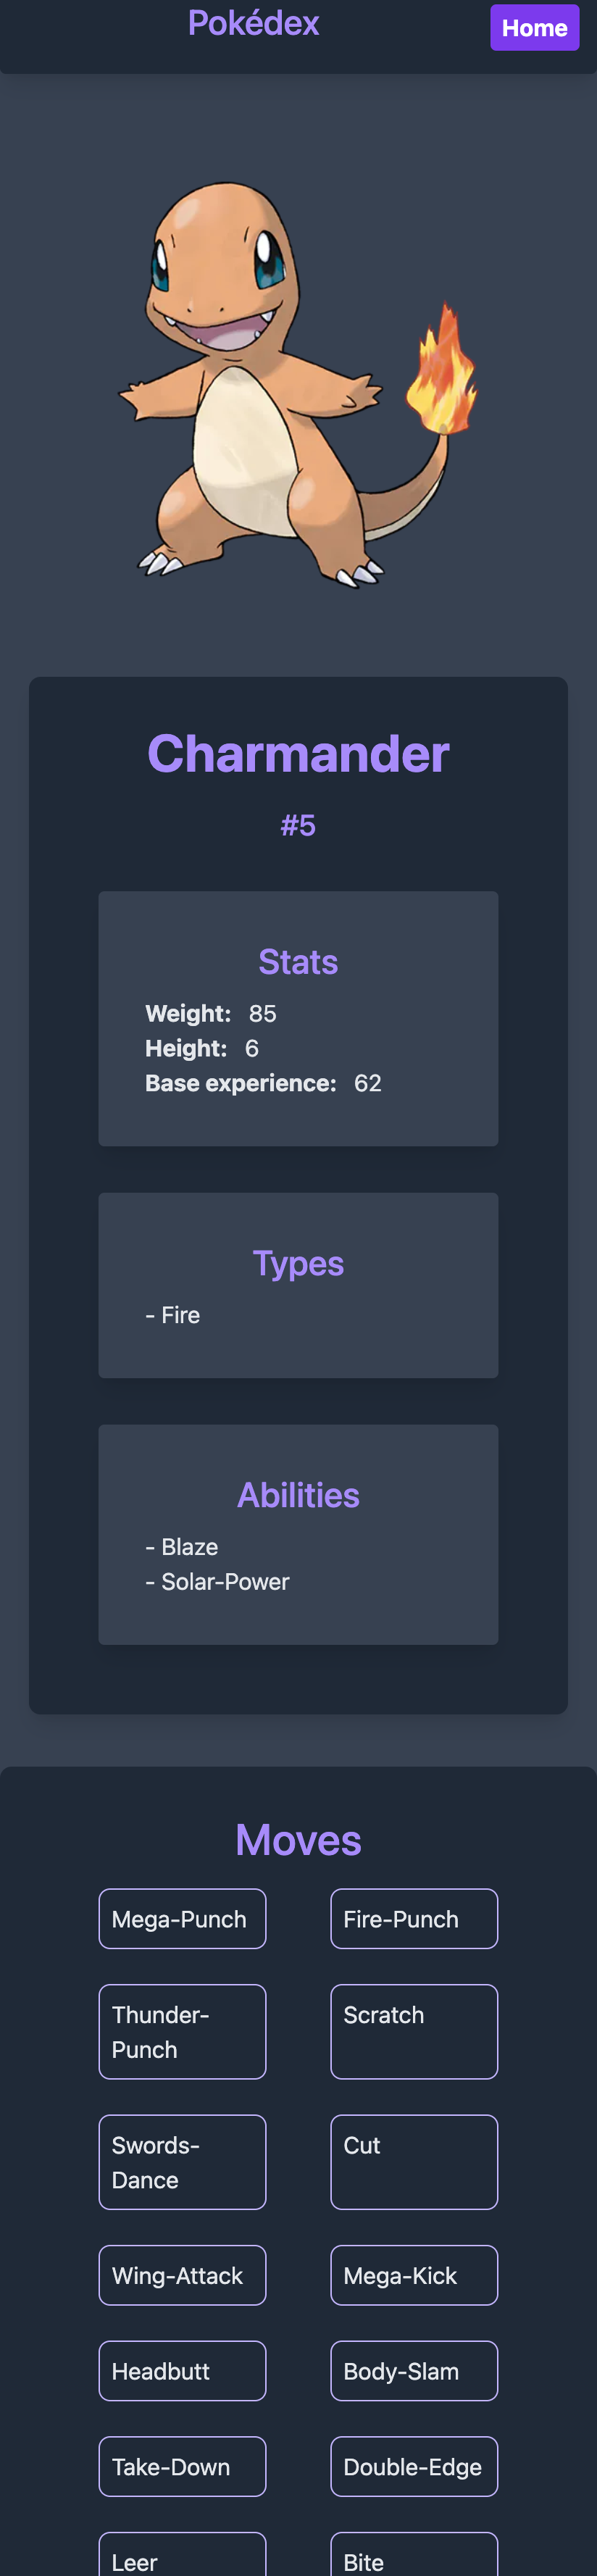 Pokédex
Home
Charmander
#5
Stats
Weight: 85
Height: 6
Base experience: 62
Types
- Fire
Abilities
- Blaze
- Solar-Power
Moves
Mega-Punch
Fire-Punch
Thunder-
Punch
Scratch
Swords-
Dance
Cut
Wing-Attack
Mega-Kick
Headbutt
Body-Slam
Take-Down
Double-Edge
Leer
Bite